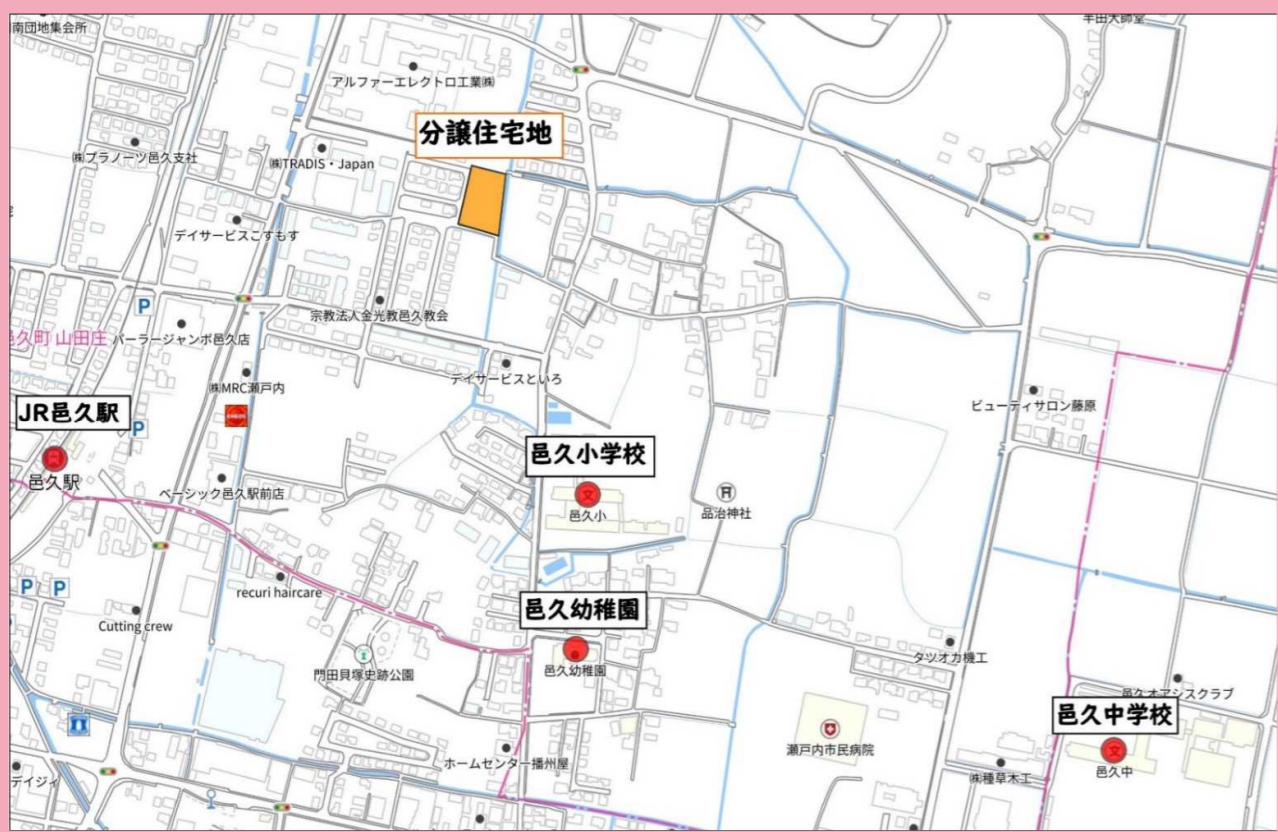 南団地集会所
半田大師堂
アルファーエレクトロ工業㈱
分譲住宅地
㈱プラノーツ邑久支社
㈱TRADIS・Japan
デイサービスこすもす
P
宗教法人金光教邑久教会
久町 山田庄
パーラージャンボ邑久店
デイサービスといろ
㈱MRC瀬戸内
ビューティサロン藤原
JR邑久駅
P
邑久小学校
邑久駅
ベーシック邑久駅前店
文
邑久小
品治神社
P P
recuri haircare
邑久幼稚園
Cutting crew
門田貝塚史跡公園
邑久幼稚園
タツオカ機工
邑久オアシスクラブ
邑久中学校
瀬戸内市民病院
文
邑久中
ホームセンター播州屋
㈱種草木工
デイジィ